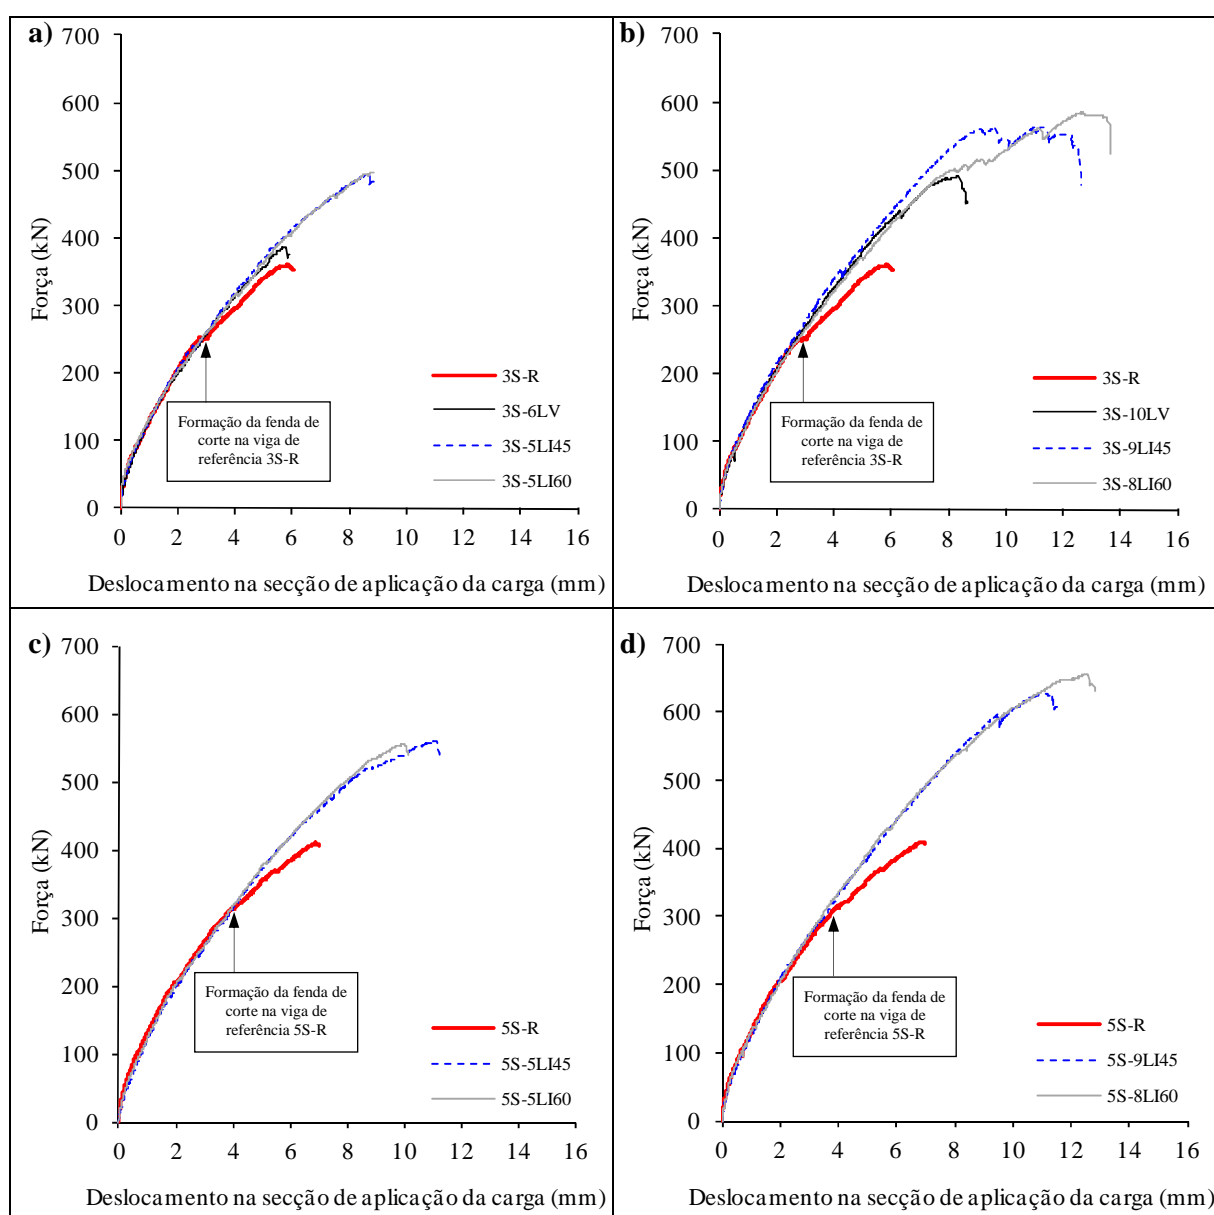 a)
700
600
500
400
300
200
100
0
Força (kN)
0 2 4 6 8 10 12 14 16
Deslocamento na secção de aplicação da carga (mm)
Formação da fenda de
corte na viga de
referência 3S-R
3S-R
3S-6LV
3S-5LI45
3S-5LI60
b)
700
600
500
400
300
200
100
0
Força (kN)
0 2 4 6 8 10 12 14 16
Deslocamento na secção de aplicação da carga (mm)
Formação da fenda de
corte na viga de
referência 3S-R
3S-R
3S-10LV
3S-9LI45
3S-8LI60
c)
700
600
500
400
300
200
100
0
Força (kN)
0 2 4 6 8 10 12 14 16
Deslocamento na secção de aplicação da carga (mm)
Formação da fenda de
corte na viga de
referência 5S-R
5S-R
5S-5LI45
5S-5LI60
d)
700
600
500
400
300
200
100
0
Força (kN)
0 2 4 6 8 10 12 14 16
Deslocamento na secção de aplicação da carga (mm)
Formação da fenda de
corte na viga de
referência 5S-R
5S-R
5S-9LI45
5S-8LI60